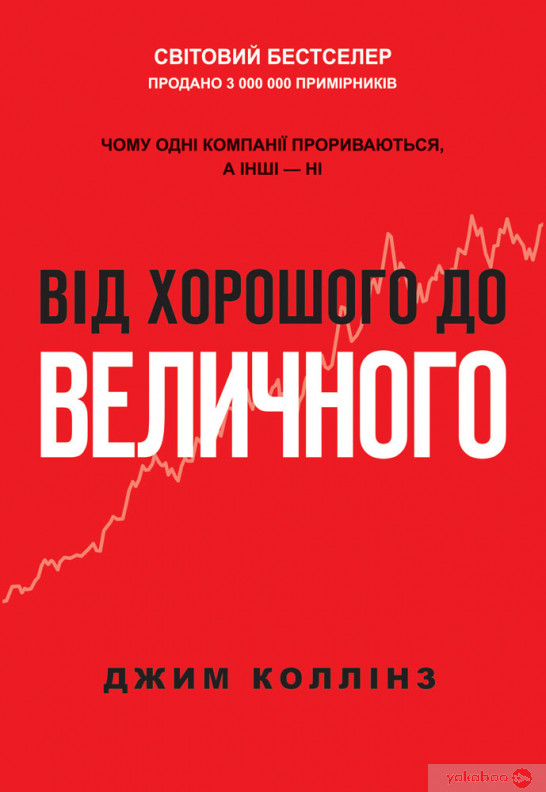 СВІТОВИЙ БЕСТСЕЛЕР
ПРОДАНО 3 000 000 ПРИМІРНИКІВ
ЧОМУ ОДНІ КОМПАНІЇ ПРОРИВАЮТЬСЯ,
А ІНШІ — НІ
ВІД ХОРОШОГО ДО
ВЕЛИЧНОГО
ДЖИМ КОЛЛІНЗ
yakaboo